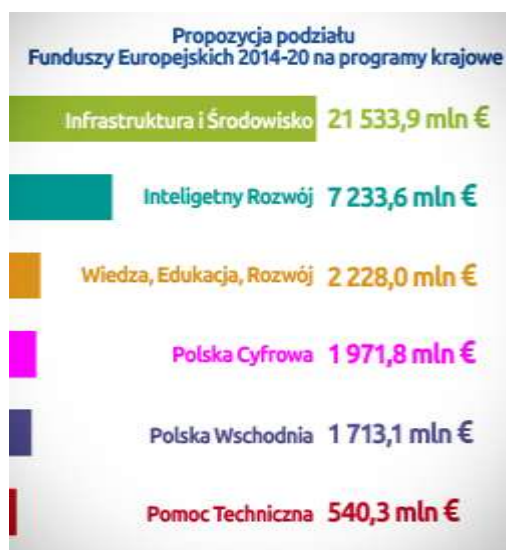 Propozycja podziału
Funduszy Europejskich 2014-20 na programy krajowe
Infrastruktura i Środowisko 21 533,9 mln €
Inteligetny Rozwój 7 233,6 mln €
Wiedza, Edukacja, Rozwój 2 228,0 mln €
Polska Cyfrowa 1 971,8 mln €
Polska Wschodnia 1 713,1 mln €
Pomoc Techniczna 540,3 mln €